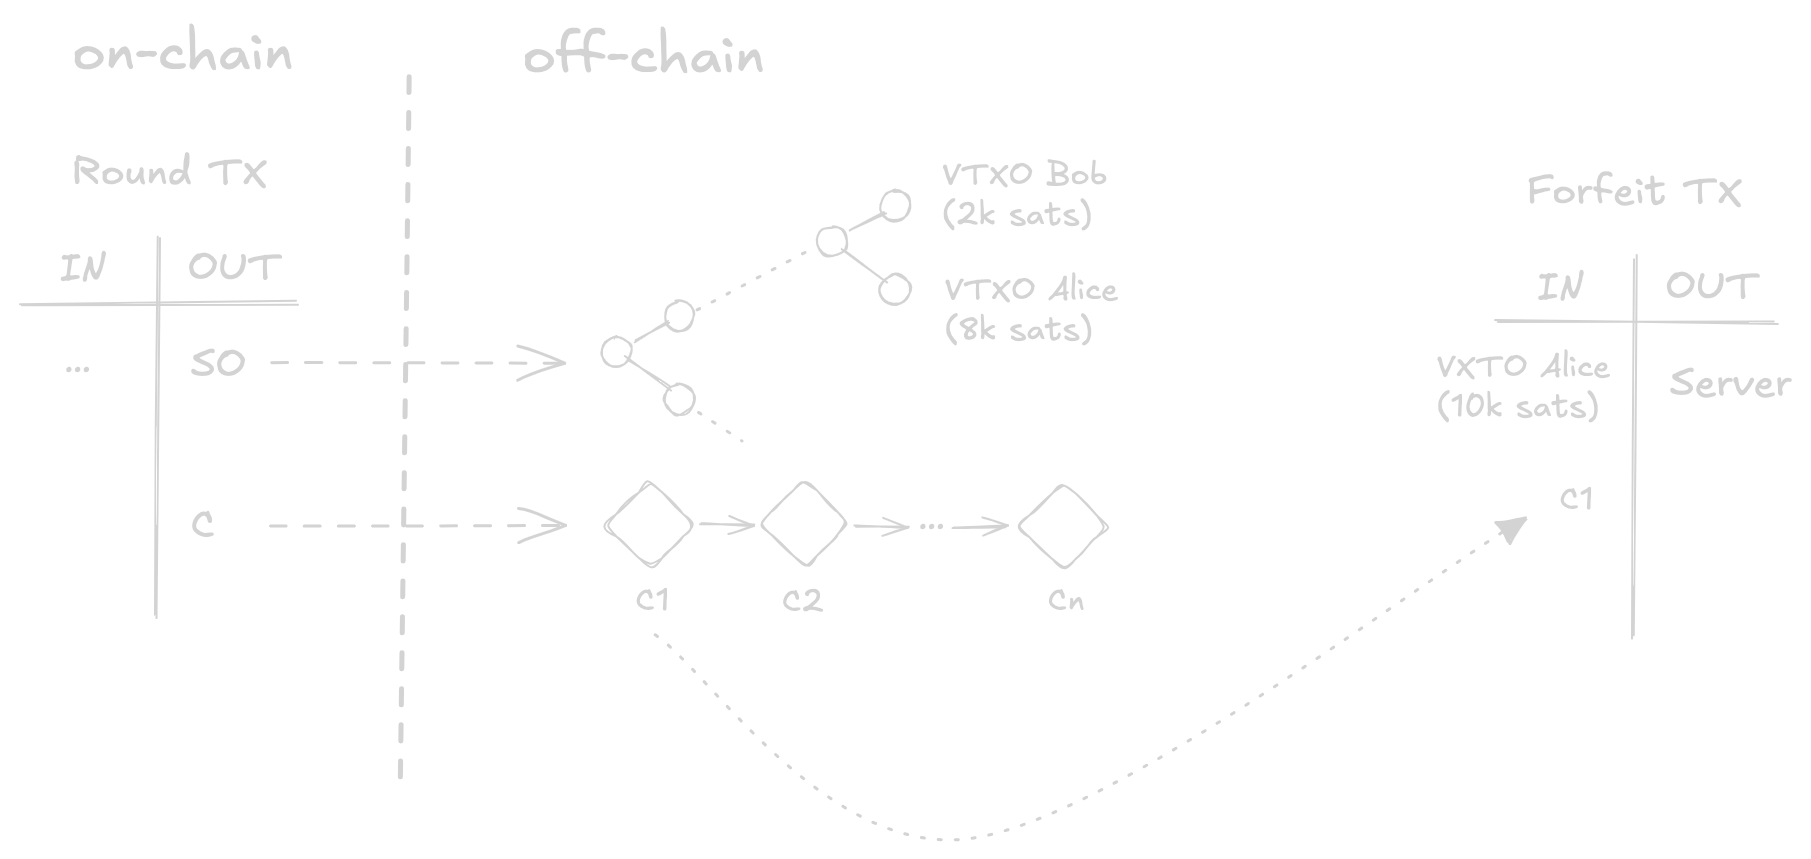 on-chain
off-chain
Round TX
IN
OUT
...
SO
C
VTXO Bob
(2k sats)
VTXO Alice
(8k sats)
...
C1
C2
Cn
Forfeit TX
IN
OUT
VXTO Alice
(10k sats)
Server
C1